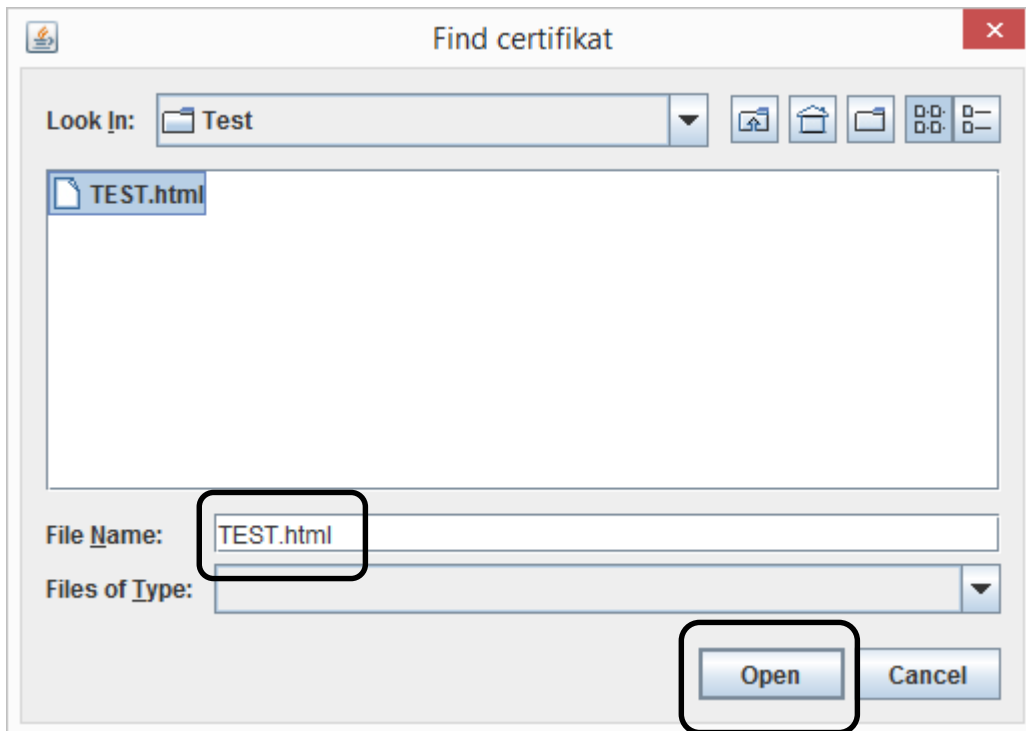 Find certifikat
Look In: Test
TEST.html
File Name: TEST.html
Files of Type:
Open Cancel